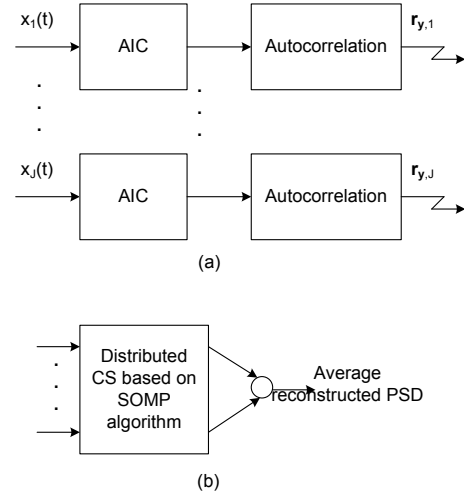 x1(t)
AIC
Autocorrelation
ry,1
xJ(t)
AIC
Autocorrelation
ry,J
(a)
Distributed
CS based on
SOMP
algorithm
Average
reconstructed PSD
(b)